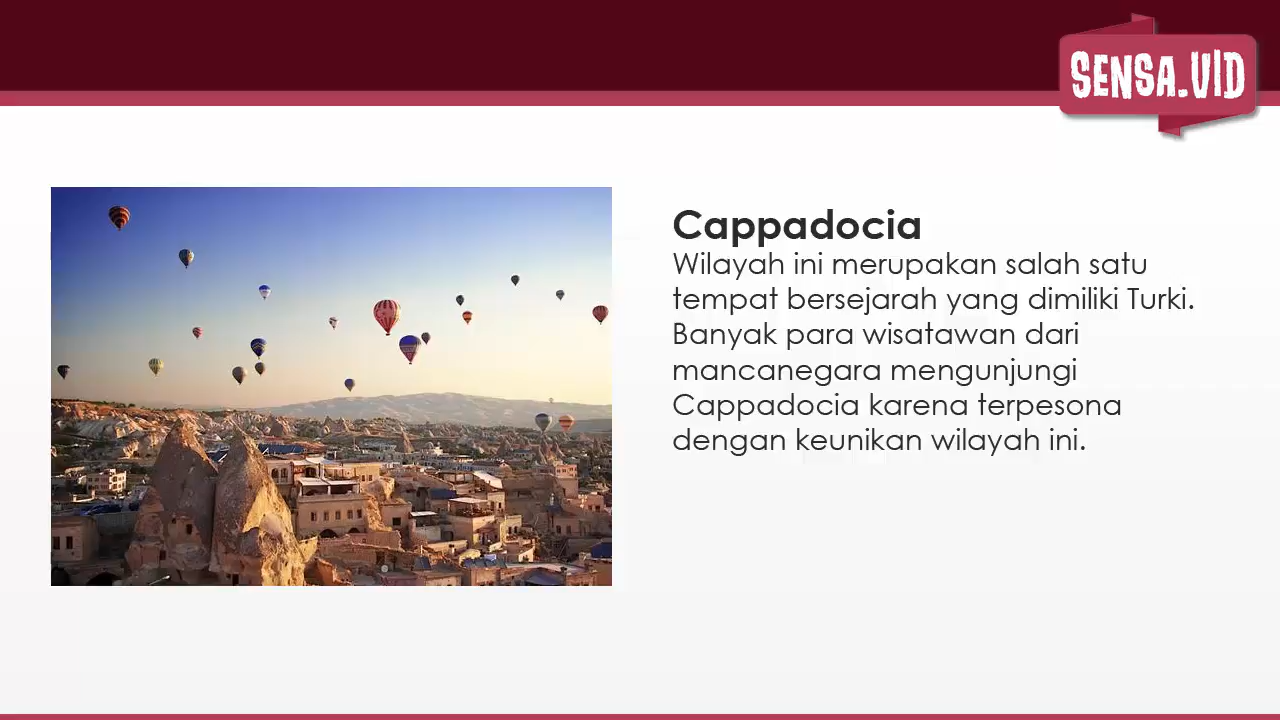 SENSA.VID
Cappadocia
Wilayah ini merupakan salah satu
tempat bersejarah yang dimiliki Turki.
Banyak para wisatawan dari
mancanegara mengunjungi
Cappadocia karena terpesona
dengan keunikan wilayah ini.